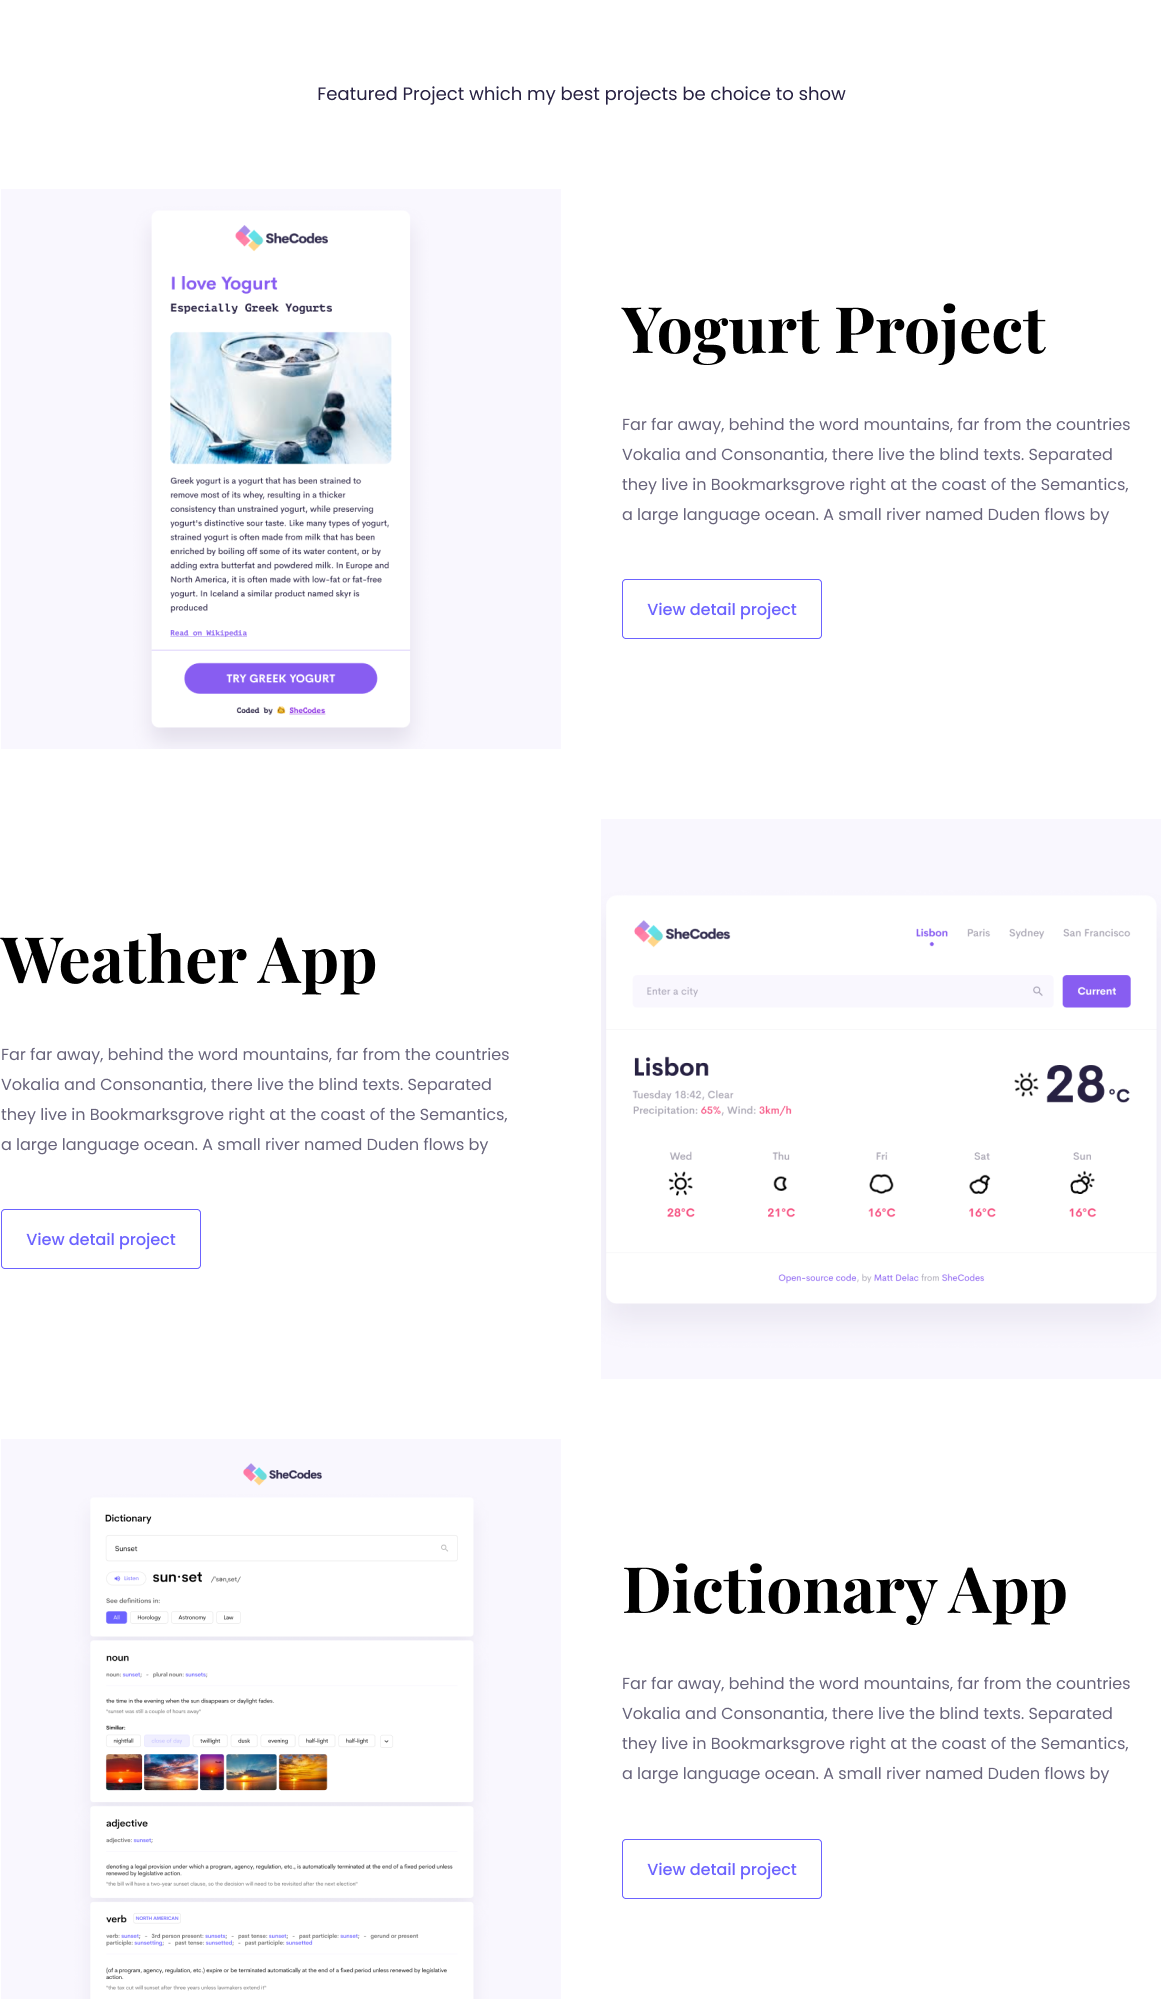 Featured Project which my best projects be choice to show
SheCodes
I love Yogurt
Especially Greek Yogurts
Greek yogurt is a yogurt that has been strained to
remove most of its whey, resulting in a thicker
consistency than unstrained yogurt, while preserving
yogurt's distinctive sour taste. Like many types of yogurt,
strained yogurt is often made from milk that has been
enriched by boiling off some of its water content, or by
adding extra butterfat and powdered milk. In Europe and
North America, it is often made with low-fat or fat-free
yogurt. In Iceland a similar product named skyr is
produced
Read on Wikipedia
TRY GREEK YOGURT
Coded by SheCodes
Yogurt Project
Far far away, behind the word mountains, far from the countries
Vokalia and Consonantia, there live the blind texts. Separated
they live in Bookmarksgrove right at the coast of the Semantics,
a large language ocean. A small river named Duden flows by
View detail project
Weather App
Far far away, behind the word mountains, far from the countries
Vokalia and Consonantia, there live the blind texts. Separated
they live in Bookmarksgrove right at the coast of the Semantics,
a large language ocean. A small river named Duden flows by
View detail project
SheCodes
Lisbon Paris Sydney San Francisco
Enter a city
Current
Lisbon
Tuesday 18:42, Clear
Precipitation: 65%, Wind: 3km/h
28 °C
Wed Thu Fri Sat Sun
28°C 21°C 16°C 16°C 16°C
Open-source code, by Matt Delac from SheCodes
SheCodes
Dictionary
Sunset
Listen sun·set /ˈsənˌset/
See definitions in:
All Horology Astronomy Law
noun
noun: sunset; - plural noun: sunsets;
the time in the evening when the sun disappears or daylight fades.
"sunset was still a couple of hours away"
Similar:
nightfall close of day twilight dusk evening half-light half-light
adjective
adjective: sunset;
denoting a legal provision under which a program, agency, regulation, etc., is automatically terminated at the end of a fixed period unless
renewed by legislative action.
"the bill will have a two-year sunset clause, so the decision will need to be revisited after the next election"
verb NORTH AMERICAN
verb: sunset; - 3rd person present: sunsets; - past tense: sunset; - past participle: sunset; - gerund or present
participle: sunsetting; - past tense: sunsetted; - past participle: sunsetted
(of a program, agency, regulation, etc.) expire or be terminated automatically at the end of a fixed period unless renewed by legislative
action.
"the tax cut will sunset after three years unless lawmakers extend it"
Dictionary App
Far far away, behind the word mountains, far from the countries
Vokalia and Consonantia, there live the blind texts. Separated
they live in Bookmarksgrove right at the coast of the Semantics,
a large language ocean. A small river named Duden flows by
View detail project